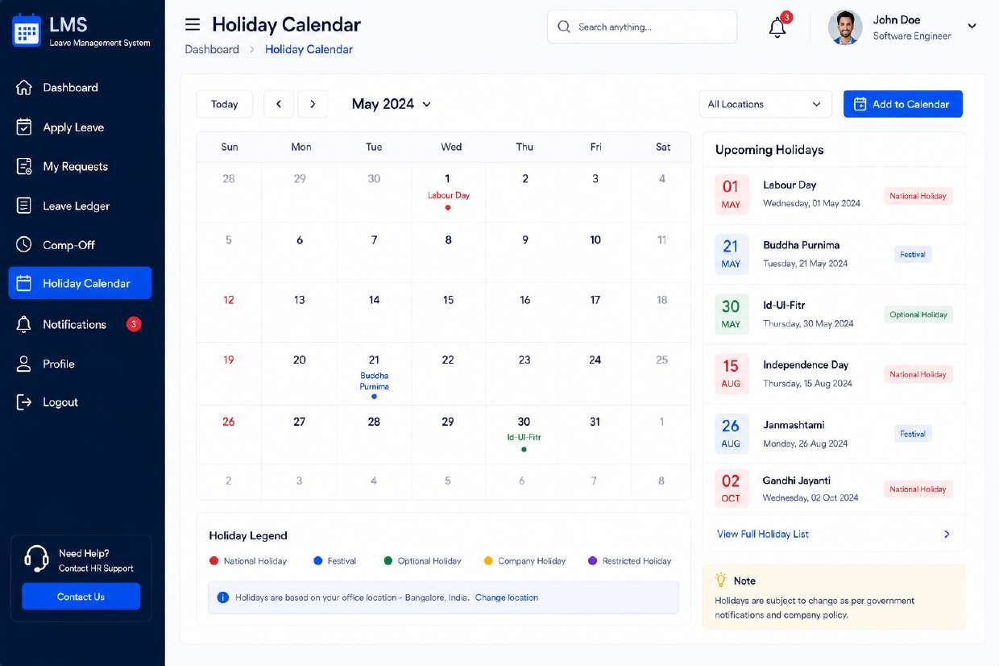 LMS
Leave Management System
Dashboard
Apply Leave
My Requests
Leave Ledger
Comp-Off
Holiday Calendar
Notifications 3
Profile
Logout
Need Help?
Contact HR Support
Contact Us
Holiday Calendar
Dashboard > Holiday Calendar
Search anything...
3
John Doe
Software Engineer
Today
May 2024
All Locations
Add to Calendar
Sun Mon Tue Wed Thu Fri Sat
28 29 30 1 2 3 4
Labour Day
5 6 7 8 9 10 11
12 13 14 15 16 17 18
19 20 21 22 23 24 25
Buddha
Purnima
26 27 28 29 30 31 1
Id-Ul-Fitr
2 3 4 5 6 7 8
Holiday Legend
National Holiday Festival Optional Holiday Company Holiday Restricted Holiday
Holidays are based on your office location - Bangalore, India. Change location
Upcoming Holidays
01 MAY
Labour Day
Wednesday, 01 May 2024
National Holiday
21 MAY
Buddha Purnima
Tuesday, 21 May 2024
Festival
30 MAY
Id-Ul-Fitr
Thursday, 30 May 2024
Optional Holiday
15 AUG
Independence Day
Thursday, 15 Aug 2024
National Holiday
26 AUG
Janmashtami
Monday, 26 Aug 2024
Festival
02 OCT
Gandhi Jayanti
Wednesday, 02 Oct 2024
National Holiday
View Full Holiday List
Note
Holidays are subject to change as per government
notifications and company policy.